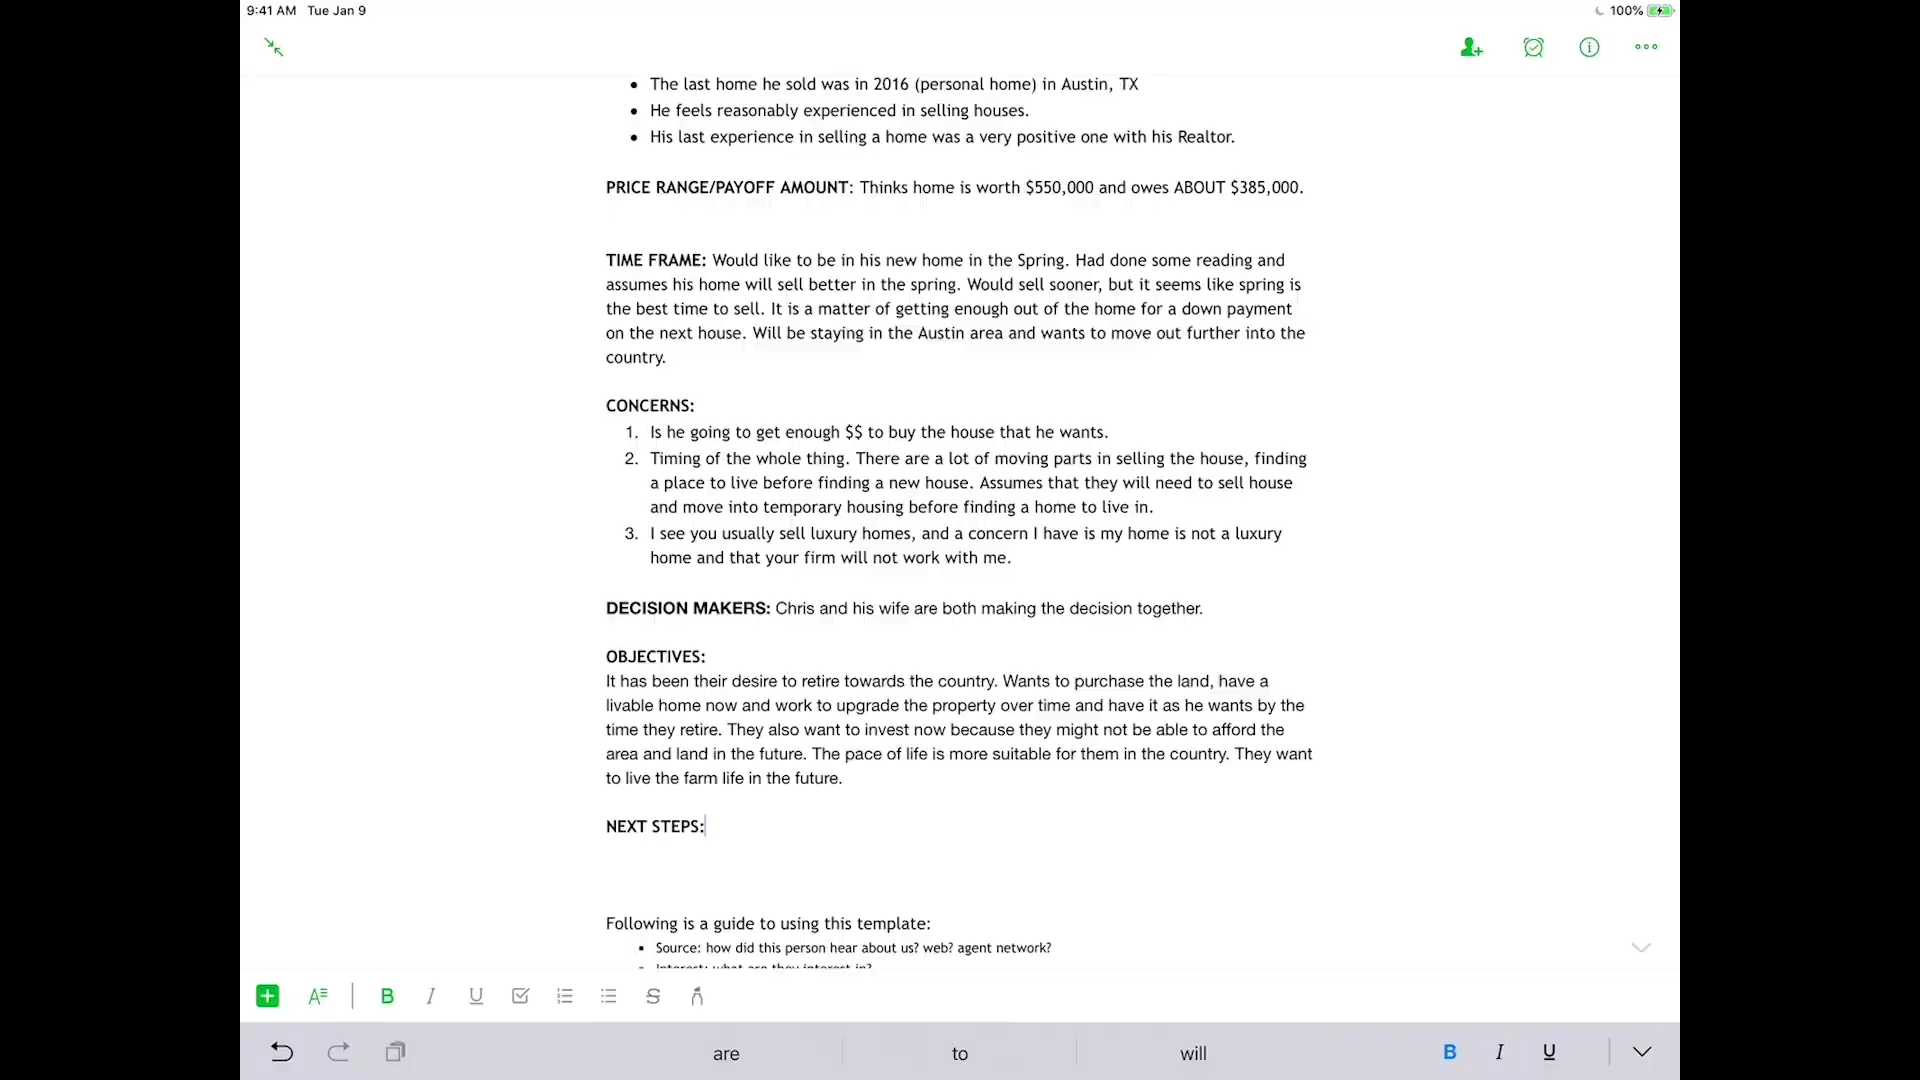 9:41 AM Tue Jan 9
100%
• The last home he sold was in 2016 (personal home) in Austin, TX
• He feels reasonably experienced in selling houses.
• His last experience in selling a home was a very positive one with his Realtor.
PRICE RANGE/PAYOFF AMOUNT: Thinks home is worth $550,000 and owes ABOUT $385,000.
TIME FRAME: Would like to be in his new home in the Spring. Had done some reading and
assumes his home will sell better in the spring. Would sell sooner, but it seems like spring is
the best time to sell. It is a matter of getting enough out of the home for a down payment
on the next house. Will be staying in the Austin area and wants to move out further into the
country.
CONCERNS:
1. Is he going to get enough $$ to buy the house that he wants.
2. Timing of the whole thing. There are a lot of moving parts in selling the house, finding
a place to live before finding a new house. Assumes that they will need to sell house
and move into temporary housing before finding a home to live in.
3. I see you usually sell luxury homes, and a concern I have is my home is not a luxury
home and that your firm will not work with me.
DECISION MAKERS: Chris and his wife are both making the decision together.
OBJECTIVES:
It has been their desire to retire towards the country. Wants to purchase the land, have a
livable home now and work to upgrade the property over time and have it as he wants by the
time they retire. They also want to invest now because they might not be able to afford the
area and land in the future. The pace of life is more suitable for them in the country. They want
to live the farm life in the future.
NEXT STEPS:
Following is a guide to using this template:
▪ Source: how did this person hear about us? web? agent network?
▪ Interest: what are they interest in?
B I U S
are to will
B I U